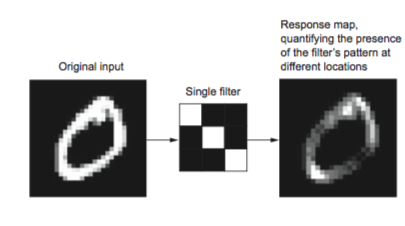 Original input
Single filter
Response map,
quantifying the presence
of the filter's pattern at
different locations